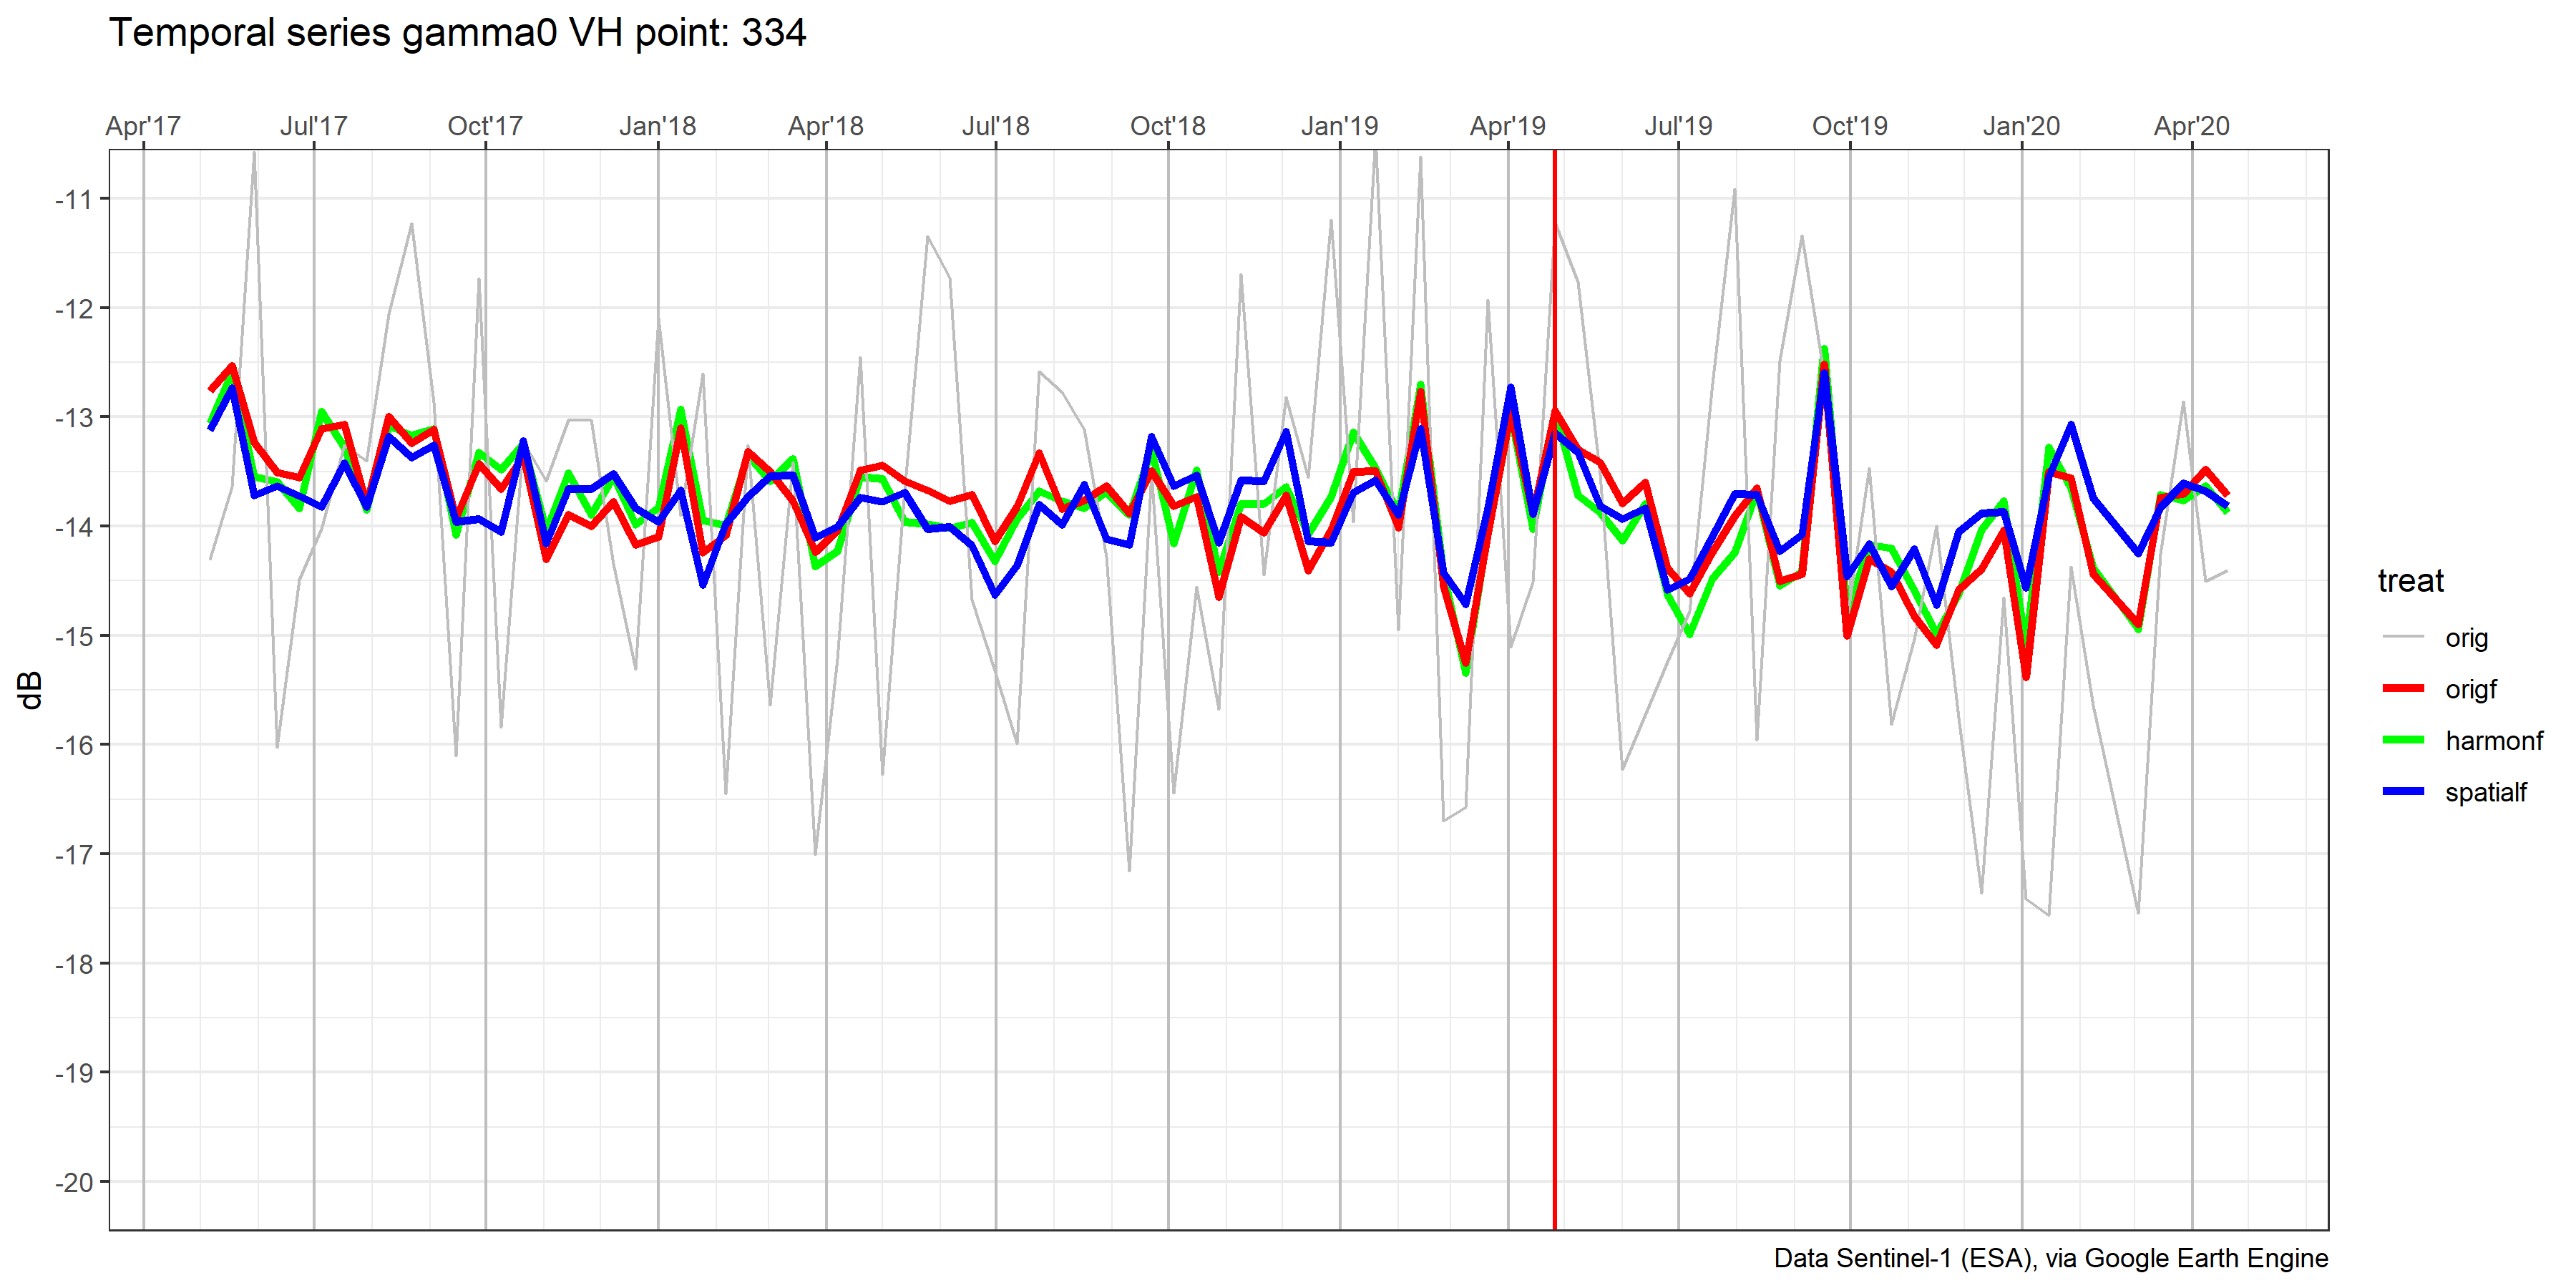 Temporal series gamma0 VH point: 334
Apr'17 Jul'17 Oct'17 Jan'18 Apr'18 Jul'18 Oct'18 Jan'19 Apr'19 Jul'19 Oct'19 Jan'20 Apr'20
-11
-12
-13
-14
-15
-16
-17
-18
-19
-20
dB
treat
orig
origf
harmonf
spatialf
Data Sentinel-1 (ESA), via Google Earth Engine